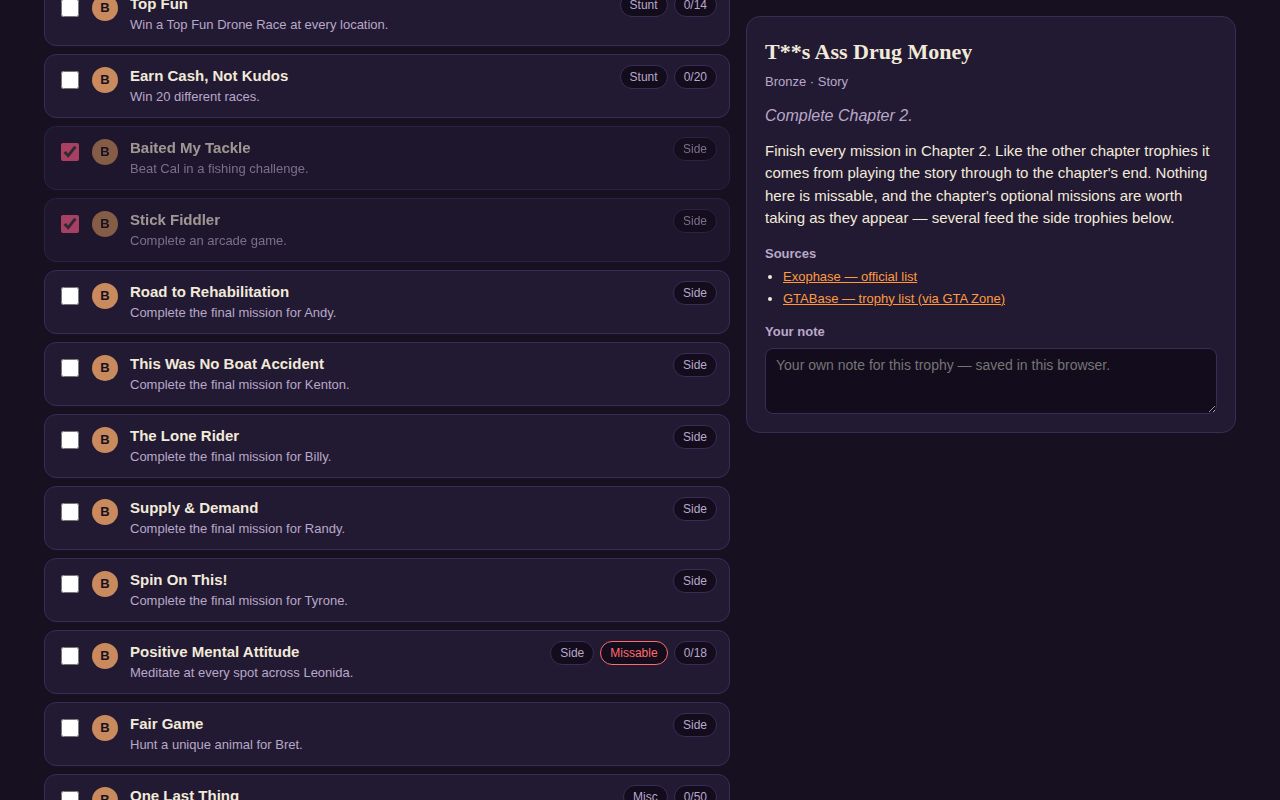 Top Fun
Stunt
0/14
Win a Top Fun Drone Race at every location.
B
Earn Cash, Not Kudos
Stunt
0/20
Win 20 different races.
B
Baited My Tackle
Side
Beat Cal in a fishing challenge.
B
Stick Fiddler
Side
Complete an arcade game.
B
Road to Rehabilitation
Side
Complete the final mission for Andy.
B
This Was No Boat Accident
Side
Complete the final mission for Kenton.
B
The Lone Rider
Side
Complete the final mission for Billy.
B
Supply & Demand
Side
Complete the final mission for Randy.
B
Spin On This!
Side
Complete the final mission for Tyrone.
B
Positive Mental Attitude
Side
Missable
0/18
Meditate at every spot across Leonida.
B
Fair Game
Side
Hunt a unique animal for Bret.
B
One Last Thing
Misc
0/50
B
T**s Ass Drug Money
Bronze · Story
Complete Chapter 2.
Finish every mission in Chapter 2. Like the other chapter trophies it
comes from playing the story through to the chapter's end. Nothing
here is missable, and the chapter's optional missions are worth
taking as they appear — several feed the side trophies below.
Sources
Exophase — official list
GTABase — trophy list (via GTA Zone)
Your note
Your own note for this trophy — saved in this browser.